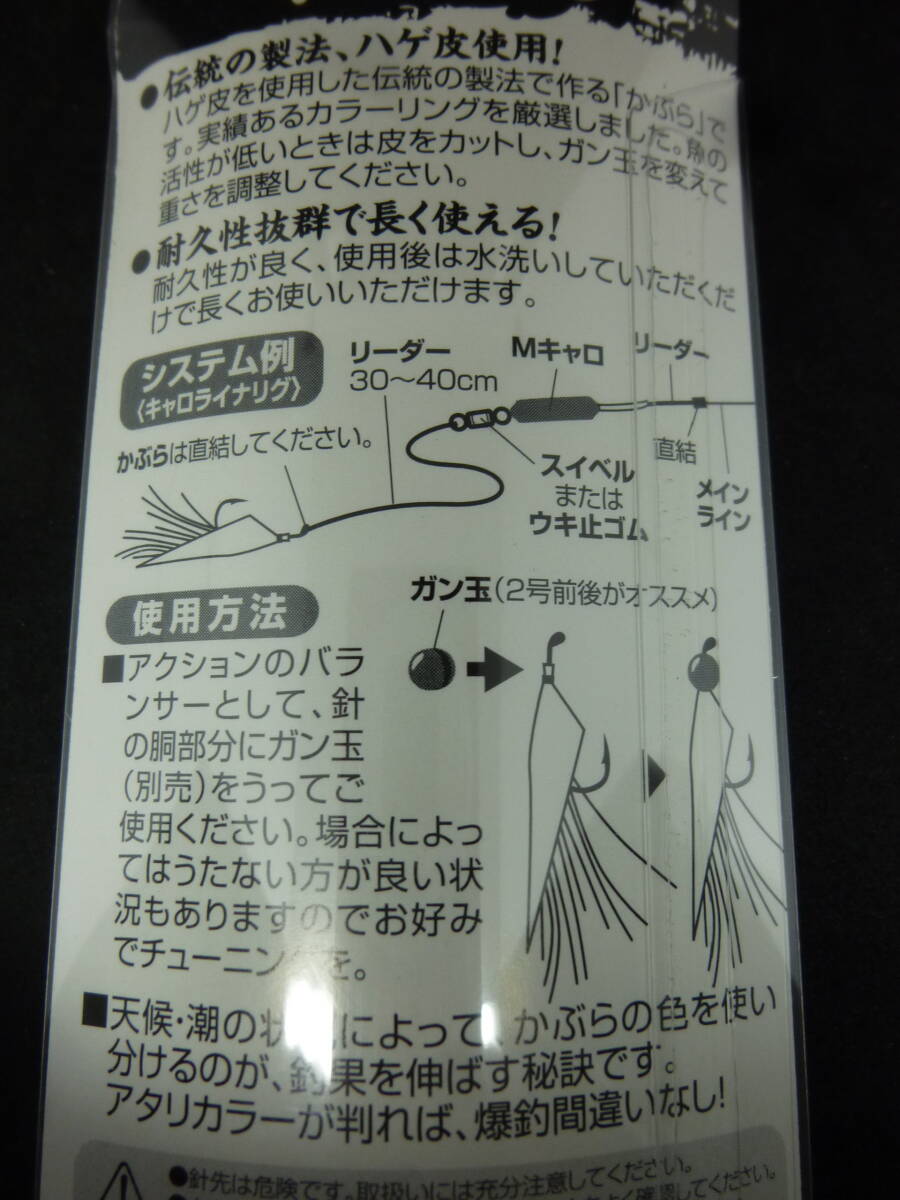 ●伝統の製法、ハゲ皮使用!
ハゲ皮を使用した伝統の製法で作る「かぶら」で
す。実績あるカラーリングを厳選しました。魚の
活性が低いときは皮をカットし、ガン玉を変えて
重さを調整してください。
●耐久性抜群で長く使える!
耐久性が良く、使用後は水洗いしていただくだ
けで長くお使いいただけます。
システム例
〈キャロライナリグ〉
リーダー
30〜40cm
Mキャロ
リーダー
かぶらは直結してください。
スイベル
または
ウキ止ゴム
直結
メイン
ライン
使用方法
ガン玉(2号前後がオススメ)
■アクションのバラ
ンサーとして、針
の胴部分にガン玉
(別売)をうってご
使用ください。場合によっ
てはうたない方が良い状
況もありますのでお好み
でチューニングを。
■天候・潮の状況によって、かぶらの色を使い
分けるのが、釣果を伸ばす秘訣です。
アタリカラーが判れば、爆釣間違いなし!
●針先は危険です。取扱いには充分注意してください。
よく確認してください。